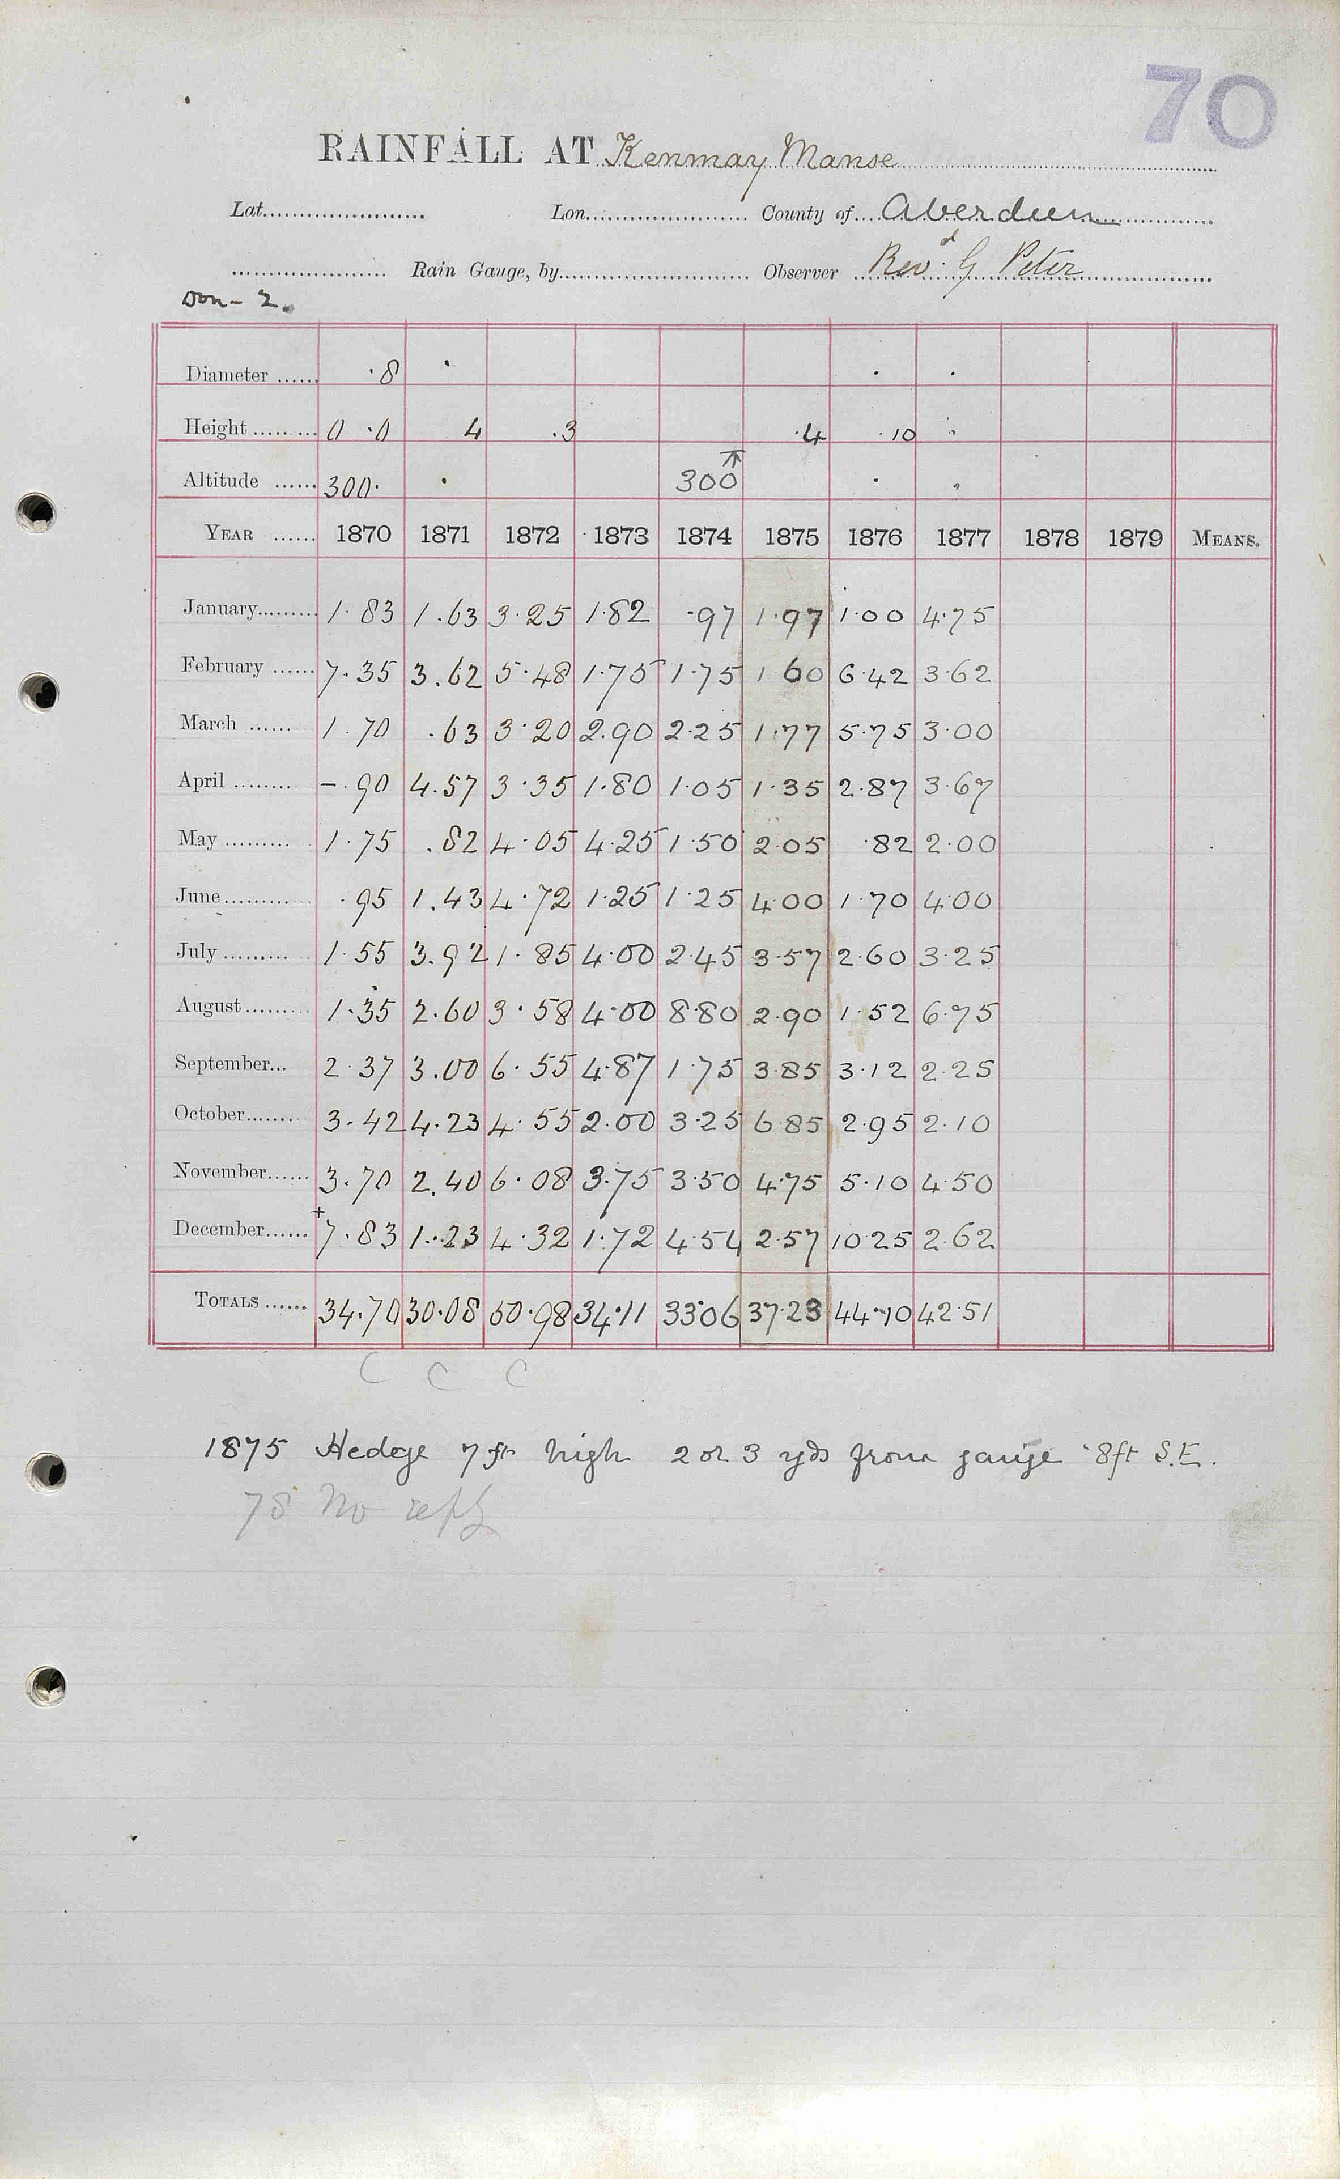 70
RAINFALL AT Kenmay Manse
Lat. Lon. County of Aberdeen
Rain Gauge, by Observer Revd. G Peter
Don - 2.
Diameter ·8
Height 0 ·0 4 ·3 ·4 ·10
Altitude 300· 300
YEAR 1870 1871 1872 1873 1874 1875 1876 1877 1878 1879 MEANS.
January 1·83 1.63 3·25 1·82 ·97 1·97 1·00 4·75
February 7·35 3.62 5·48 1·75 1·75 1·60 6·42 3·62
March 1·70 .63 3·20 2.90 2·25 1·77 5·75 3·00
April -·90 4.57 3·35 1·80 1·05 1·35 2·87 3·67
May 1·75 .82 4·05 4·25 1·50 2·05 ·82 2·00
June ·95 1.43 4·72 1·25 1·25 4·00 1·70 4·00
July 1·55 3.92 1·85 4·00 2·45 3·57 2·60 3·25
August 1·35 2.60 3·58 4·00 8·80 2·90 1·52 6·75
September 2·37 3.00 6·55 4·87 1·75 3·85 3·12 2·25
October 3·42 4·23 4·55 2·00 3·25 6·85 2·95 2·10
November 3·70 2.40 6·08 3·75 3·50 4·75 5·10 4·50
December +7·83 1·23 4·32 1·72 4·54 2·57 10·25 2·62
TOTALS 34·70 30·08 50·98 34·11 33·06 37·23 44·10 42·51
C C C
1875 Hedge 7 ft high 2 or 3 yds from gauge 8ft S.E.
78 No reply